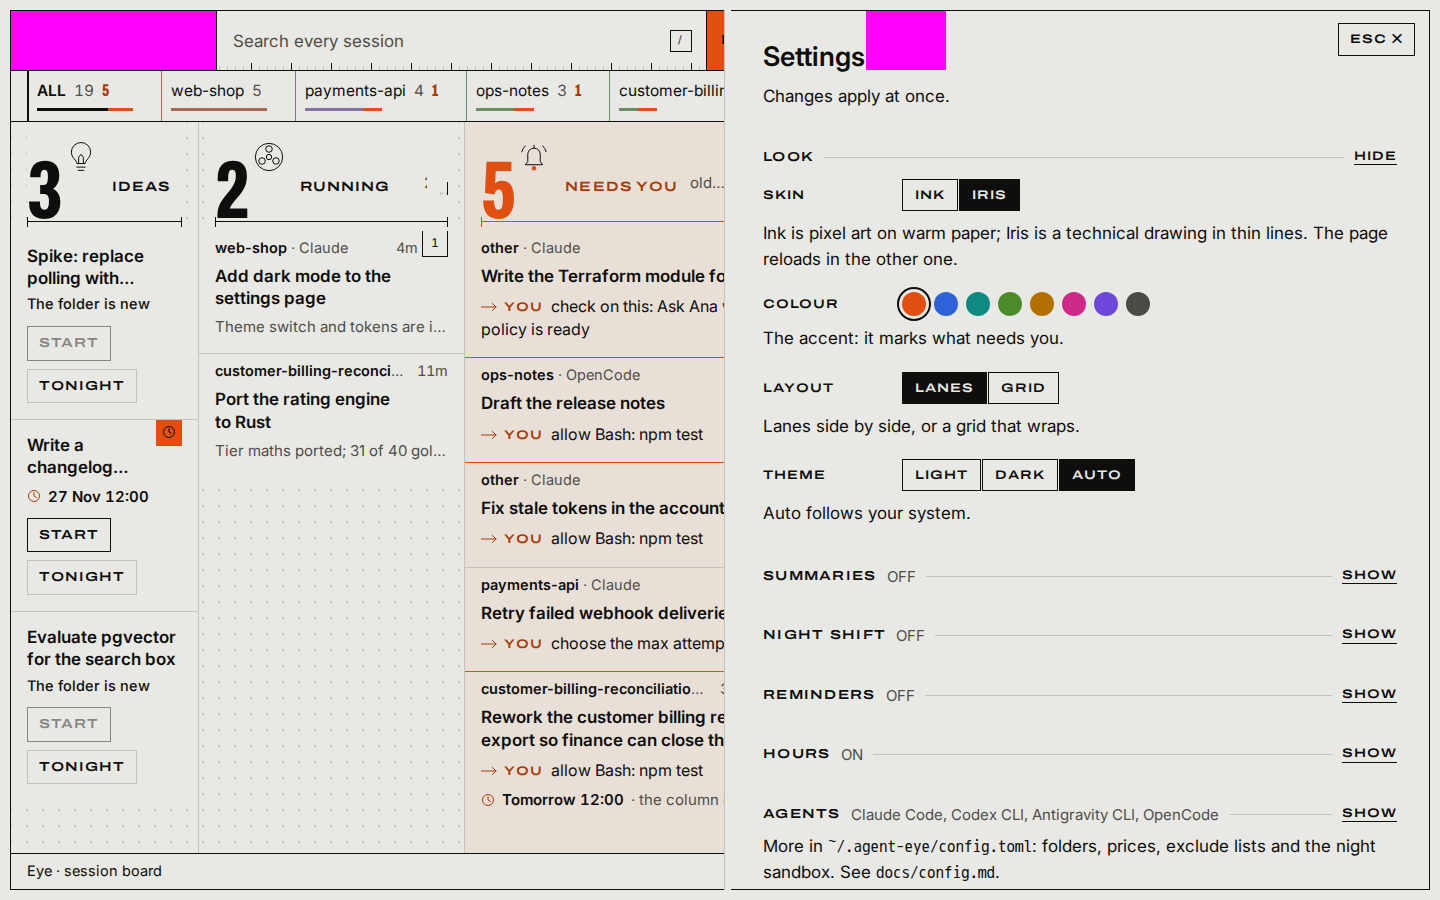 Search every session
/
ALL 19 5
web-shop 5
payments-api 4 1
ops-notes 3 1
3
IDEAS
Spike: replace
polling with...
The folder is new
START
TONIGHT
Write a
changelog...
27 Nov 12:00
START
TONIGHT
Evaluate pgvector
for the search box
The folder is new
START
TONIGHT
2
RUNNING
web-shop · Claude 4m 1
Add dark mode to the
settings page
Theme switch and tokens are i...
customer-billing-reconci... 11m
Port the rating engine
to Rust
Tier maths ported; 31 of 40 gol...
5
NEEDS YOU old...
other · Claude
Write the Terraform module
→ YOU check on this: Ask Ana
policy is ready
ops-notes · OpenCode
Draft the release notes
→ YOU allow Bash: npm test
other · Claude
Fix stale tokens in the account
→ YOU allow Bash: npm test
payments-api · Claude
Retry failed webhook
→ YOU choose the max
customer-billing-reconciliatio...
Rework the customer billing
export so finance can close
→ YOU allow Bash: npm test
Tomorrow 12:00 · the column
Eye · session board
Settings
ESC ✕
Changes apply at once.
LOOK HIDE
SKIN INK IRIS
Ink is pixel art on warm paper; Iris is a technical drawing in thin lines. The page
reloads in the other one.
COLOUR
The accent: it marks what needs you.
LAYOUT LANES GRID
Lanes side by side, or a grid that wraps.
THEME LIGHT DARK AUTO
Auto follows your system.
SUMMARIES OFF SHOW
NIGHT SHIFT OFF SHOW
REMINDERS OFF SHOW
HOURS ON SHOW
AGENTS Claude Code, Codex CLI, Antigravity CLI, OpenCode SHOW
More in ~/.agent-eye/config.toml: folders, prices, exclude lists and the night
sandbox. See docs/config.md.